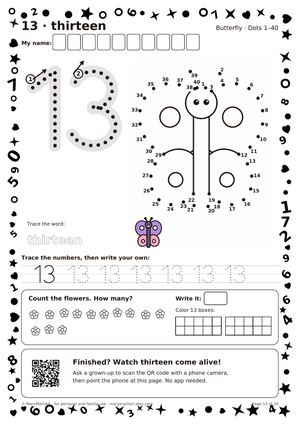 13 · thirteen
Butterfly · Dots 1–40
My name:
13
Trace the word:
thirteen
Trace the numbers, then write your own:
13 13 13 13 13 13 13
Count the flowers. How many?
Write it:
Color 13 boxes:
Finished? Watch thirteen come alive!
Ask a grown-up to scan the QR code with a phone camera,
then point the phone at this page. No app needed.